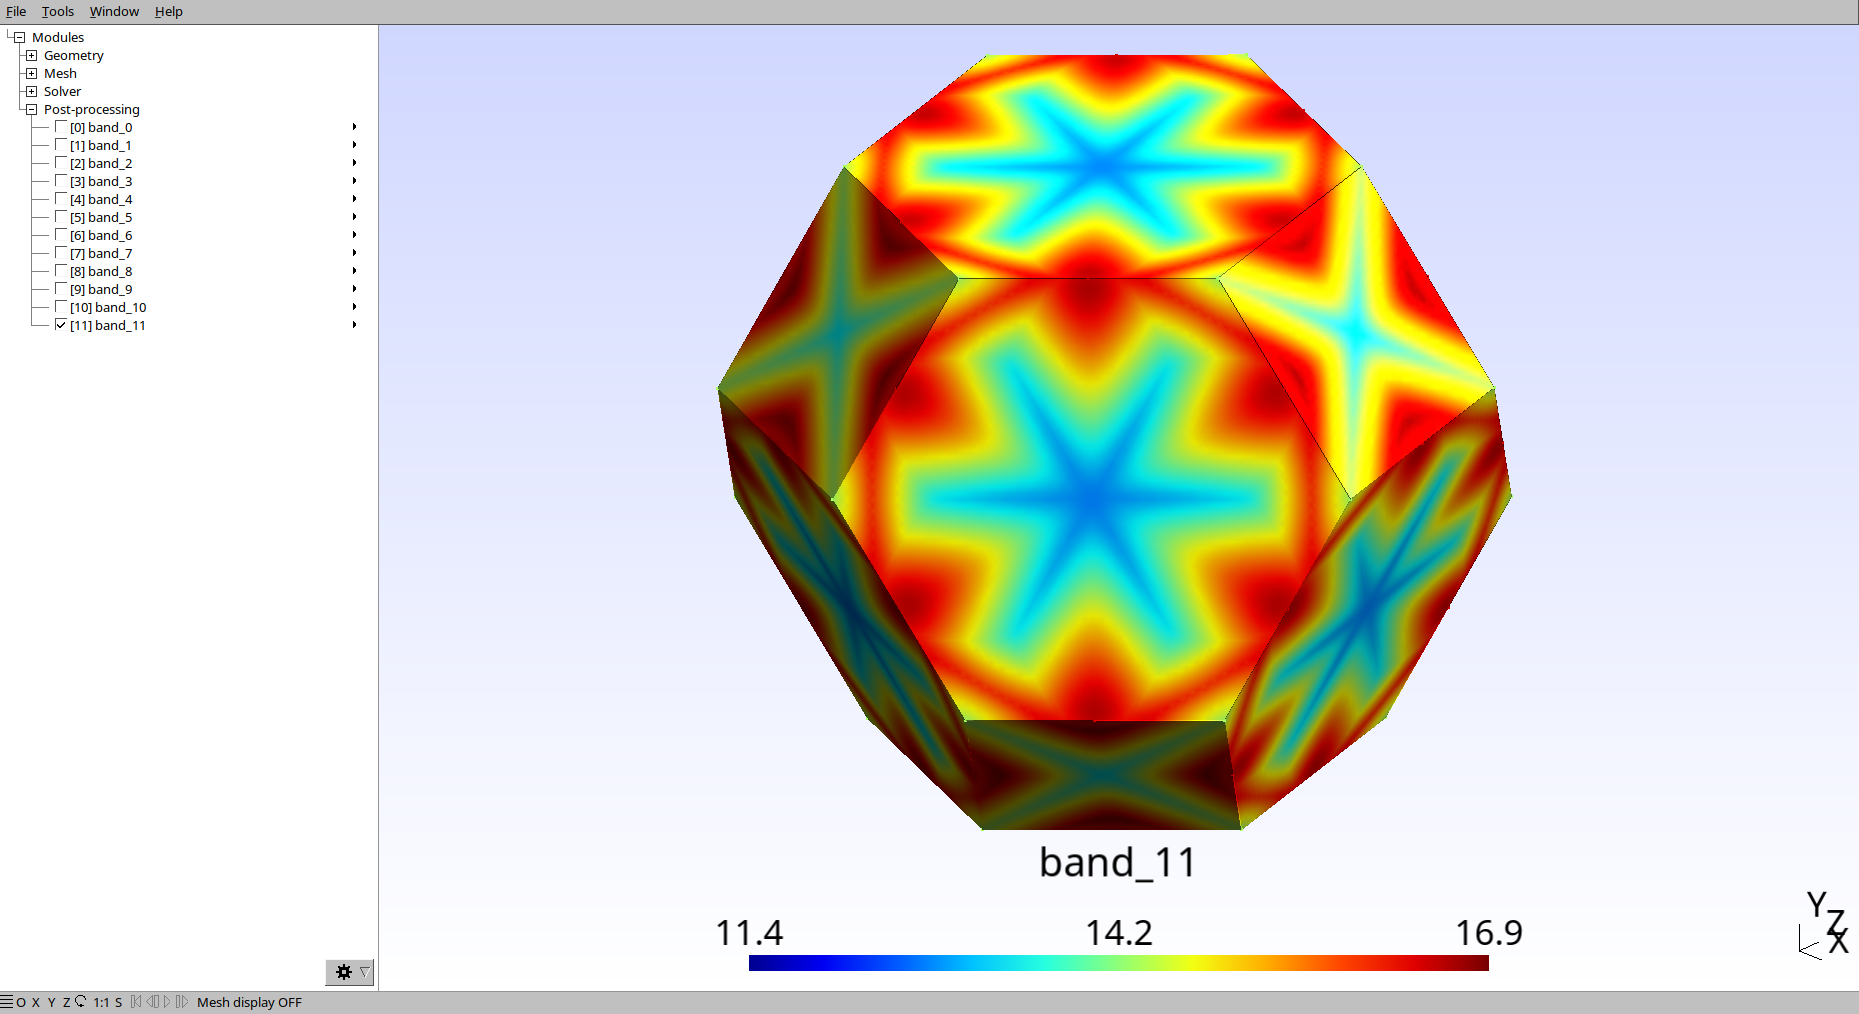 File Tools Window Help
Modules
Geometry
Mesh
Solver
Post-processing
[0] band_0
[1] band_1
[2] band_2
[3] band_3
[4] band_4
[5] band_5
[6] band_6
[7] band_7
[8] band_8
[9] band_9
[10] band_10
[11] band_11
band_11
11.4 14.2 16.9
Y
Z
X
O X Y Z 1:1 S Mesh display OFF